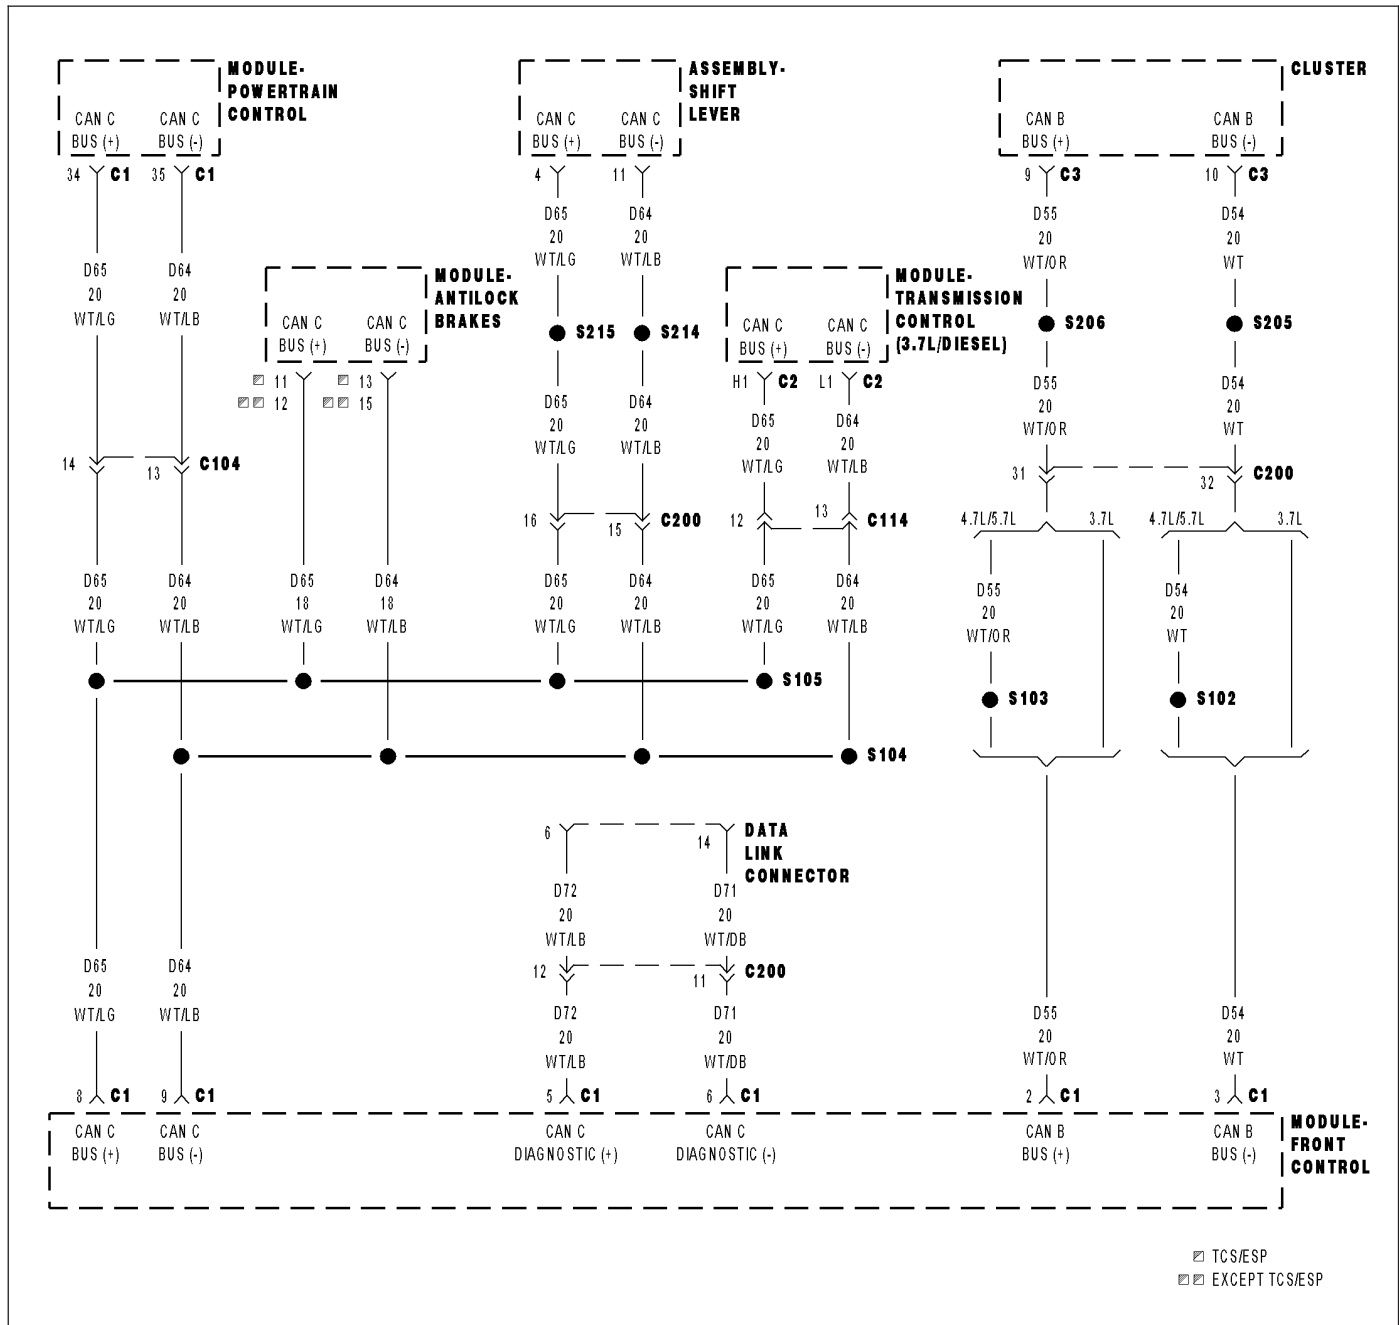 MODULE-
POWERTRAIN
CONTROL
CAN C
BUS (+)
CAN C
BUS (-)
34 C1
35 C1
D65
20
WT/LG
D64
20
WT/LB
14
13
C104
D65
20
WT/LG
D64
20
WT/LB
MODULE-
ANTILOCK
BRAKES
CAN C
BUS (+)
CAN C
BUS (-)
11
12
13
15
D65
18
WT/LG
D64
18
WT/LB
ASSEMBLY-
SHIFT
LEVER
CAN C
BUS (+)
CAN C
BUS (-)
4
11
D65
20
WT/LG
D64
20
WT/LB
S215
S214
D65
20
WT/LG
D64
20
WT/LB
16
15
C200
D65
20
WT/LG
D64
20
WT/LB
MODULE-
TRANSMISSION
CONTROL
(3.7L/DIESEL)
CAN C
BUS (+)
CAN C
BUS (-)
H1 C2
L1 C2
D65
20
WT/LG
D64
20
WT/LB
12
13
C114
D65
20
WT/LG
D64
20
WT/LB
S105
S104
CLUSTER
CAN B
BUS (+)
CAN B
BUS (-)
9 C3
10 C3
D55
20
WT/OR
D54
20
WT
S206
S205
D55
20
WT/OR
D54
20
WT
31
32
C200
4.7L/5.7L
3.7L
4.7L/5.7L
3.7L
D55
20
WT/OR
D54
20
WT
S103
S102
6
14
DATA
LINK
CONNECTOR
D72
20
WT/LB
D71
20
WT/DB
12
11
C200
D65
20
WT/LG
D64
20
WT/LB
D72
20
WT/LB
D71
20
WT/DB
D55
20
WT/OR
D54
20
WT
8 C1
9 C1
5 C1
6 C1
2 C1
3 C1
CAN C
BUS (+)
CAN C
BUS (-)
CAN C
DIAGNOSTIC (+)
CAN C
DIAGNOSTIC (-)
CAN B
BUS (+)
CAN B
BUS (-)
MODULE-
FRONT
CONTROL
TCS/ESP
EXCEPT TCS/ESP